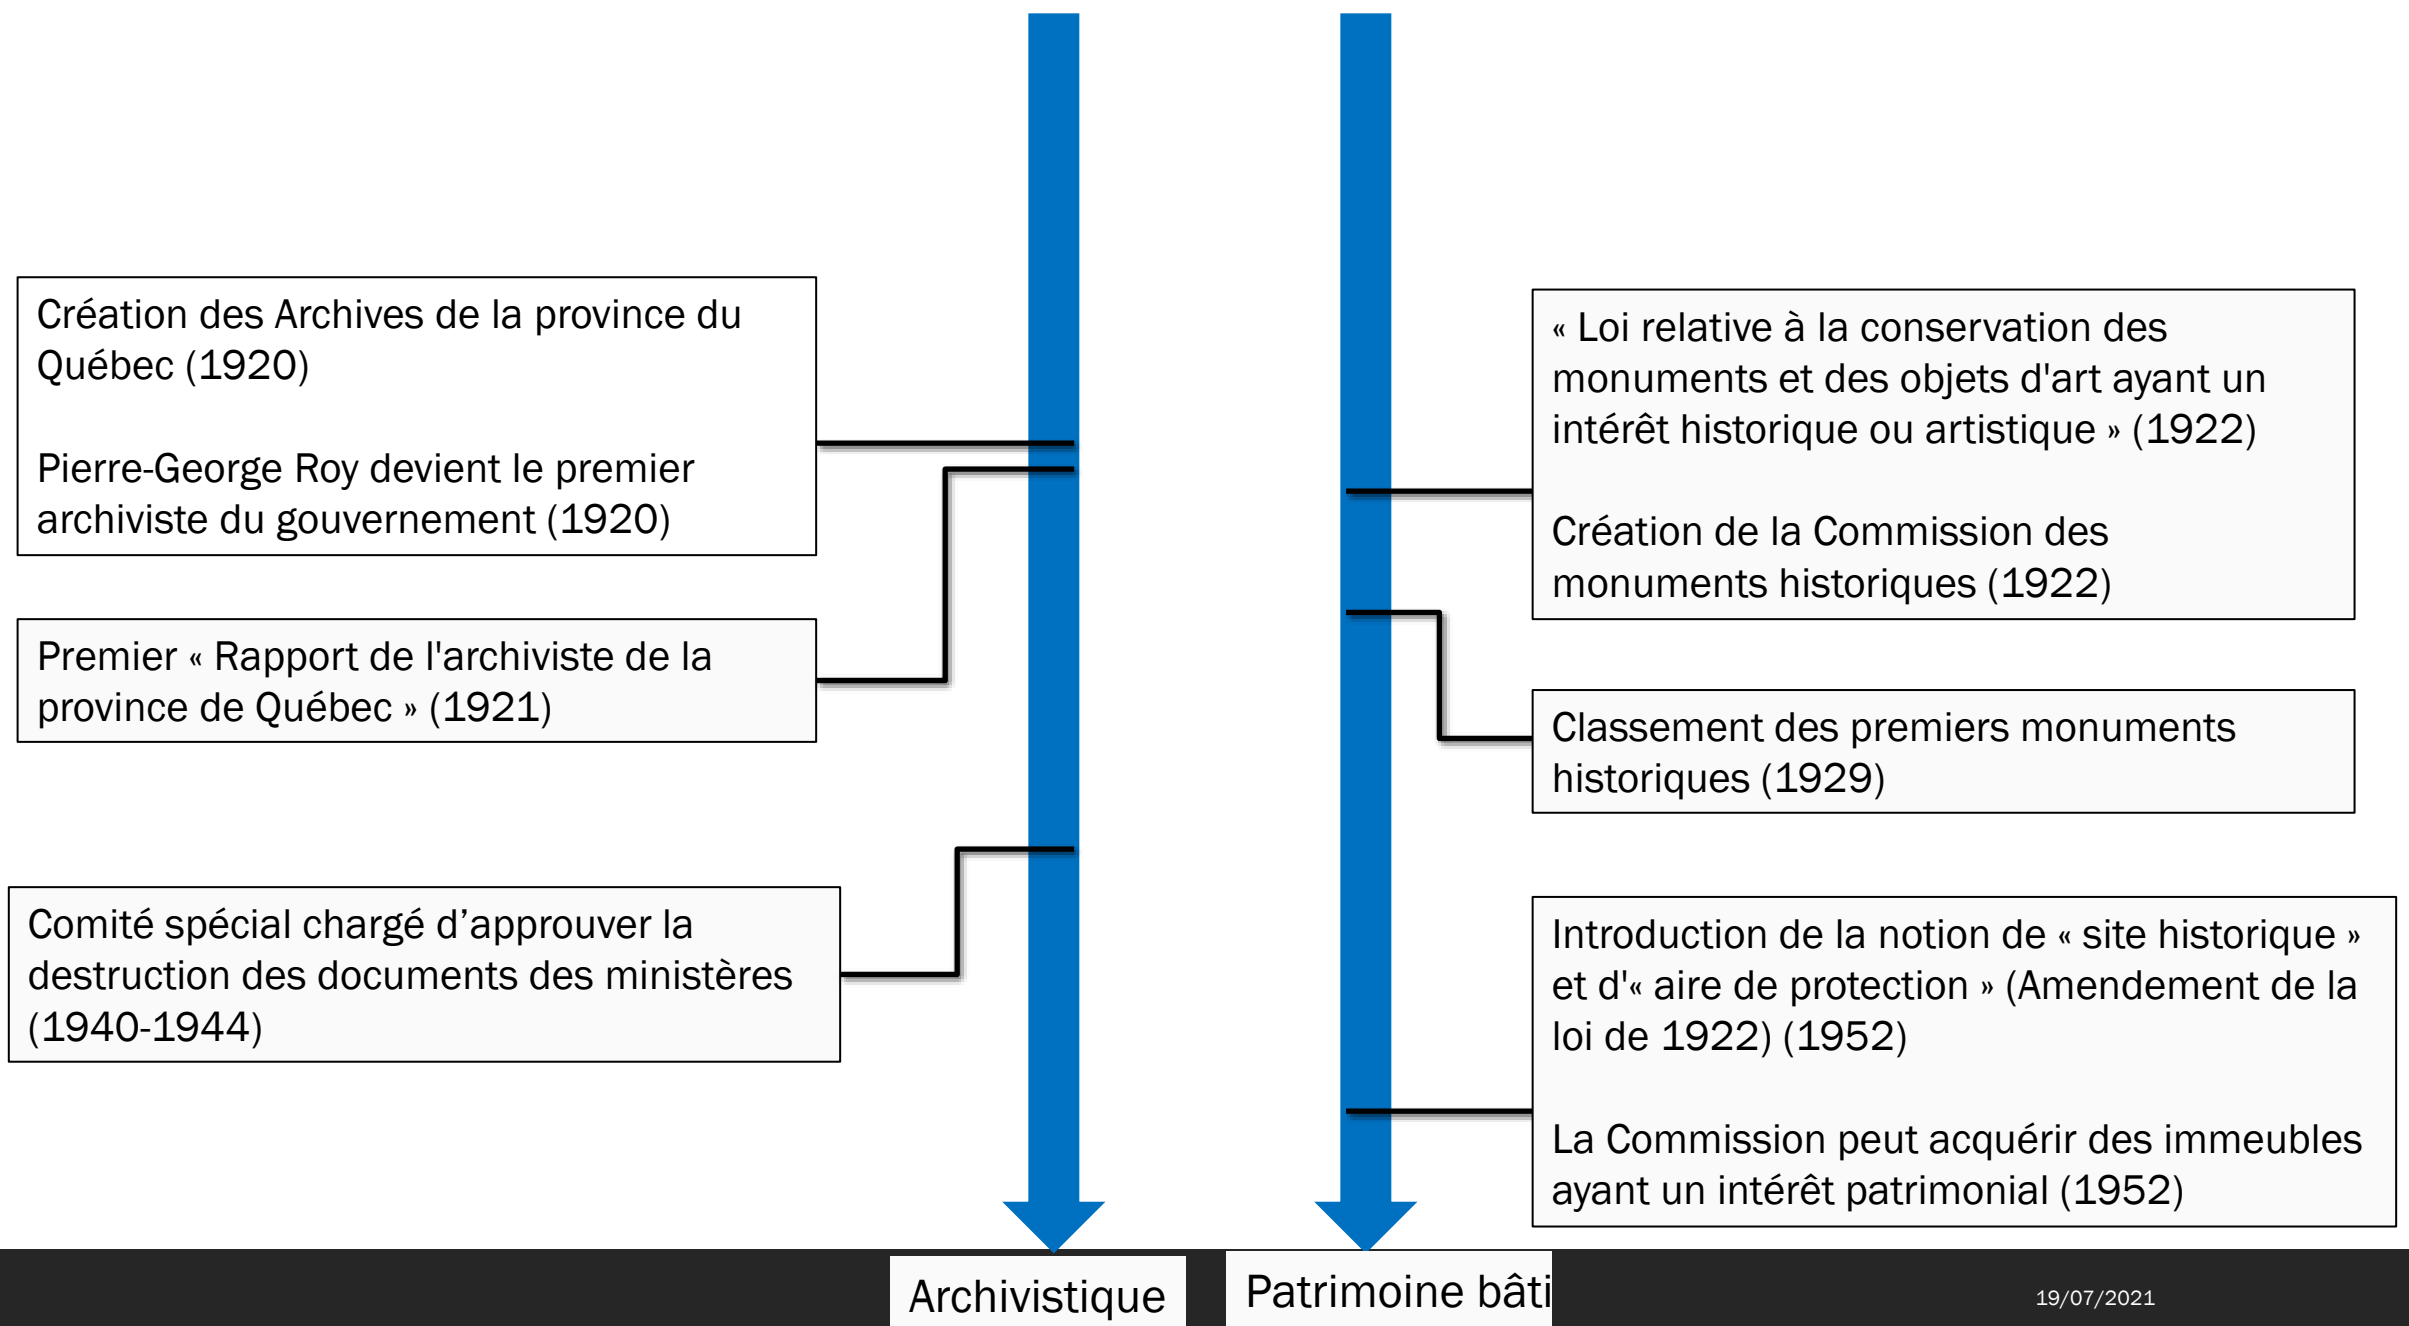 Création des Archives de la province du
Québec (1920)
Pierre-George Roy devient le premier
archiviste du gouvernement (1920)
Premier « Rapport de l'archiviste de la
province de Québec » (1921)
Comité spécial chargé d’approuver la
destruction des documents des ministères
(1940-1944)
« Loi relative à la conservation des
monuments et des objets d'art ayant un
intérêt historique ou artistique » (1922)
Création de la Commission des
monuments historiques (1922)
Classement des premiers monuments
historiques (1929)
Introduction de la notion de « site historique »
et d'« aire de protection » (Amendement de la
loi de 1922) (1952)
La Commission peut acquérir des immeubles
ayant un intérêt patrimonial (1952)
Archivistique
Patrimoine bâti
19/07/2021